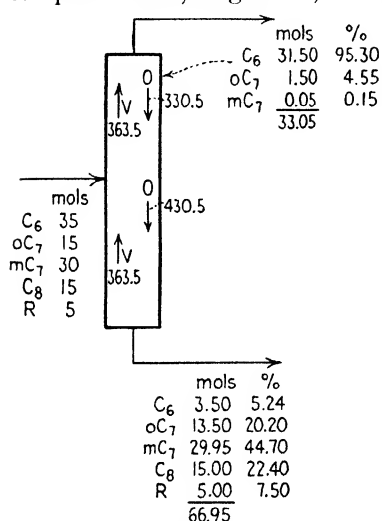 mols %
C6 31.50 95.30
oC7 1.50 4.55
mC7 0.05 0.15
33.05
O
V
330.5
363.5
mols
C6 35
oC7 15
mC7 30
C8 15
R 5
O
430.5
V
363.5
mols %
C6 3.50 5.24
oC7 13.50 20.20
mC7 29.95 44.70
C8 15.00 22.40
R 5.00 7.50
66.95